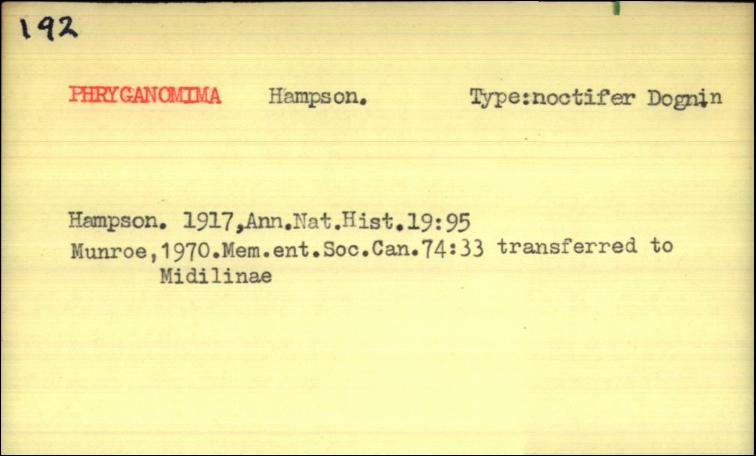 192
PHRYGANOMIMA Hampson. Type:noctifer Dognin
Hampson. 1917,Ann.Nat.Hist.19:95
Munroe,1970.Mem.ent.Soc.Can.74:33 transferred to
Midilinae